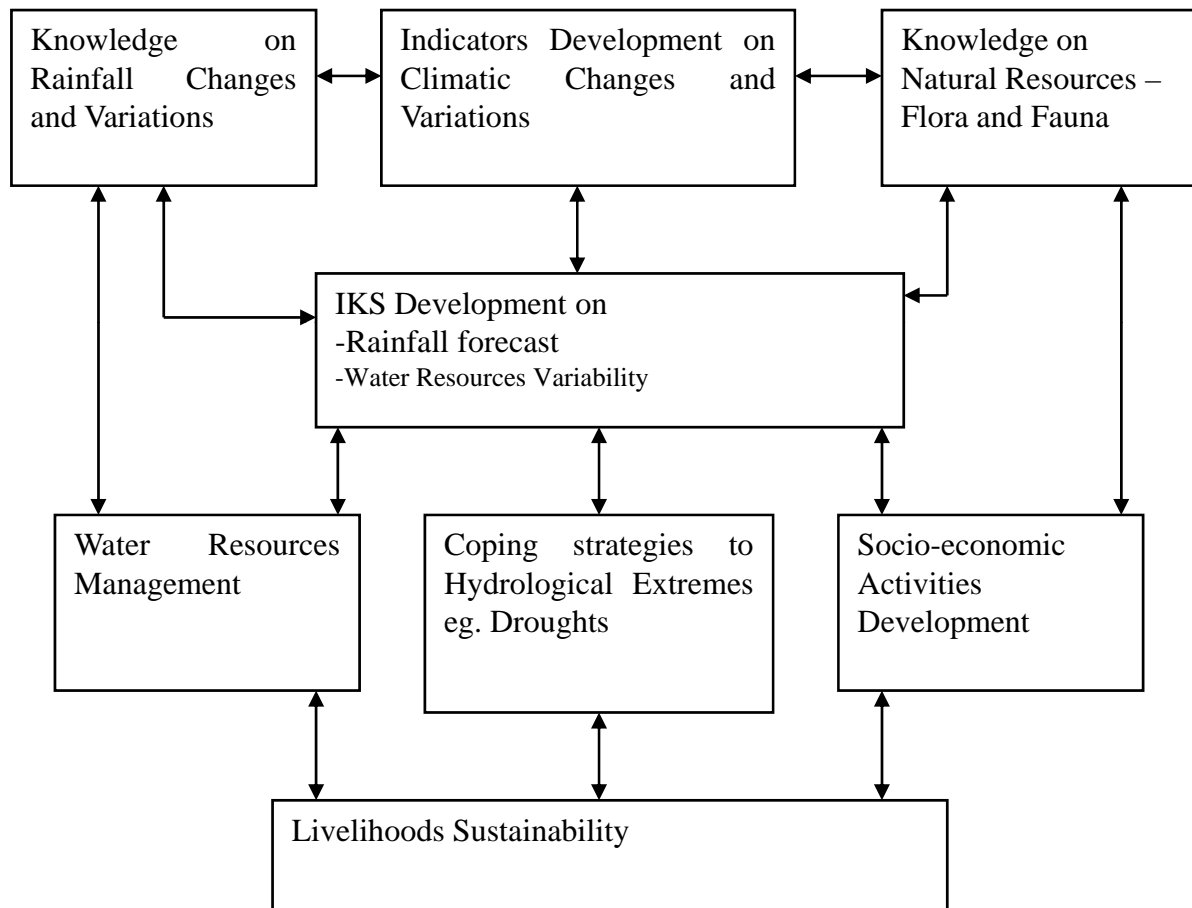 Knowledge on
Rainfall Changes
and Variations
Indicators Development on
Climatic Changes and
Variations
Knowledge on
Natural Resources –
Flora and Fauna
IKS Development on
-Rainfall forecast
-Water Resources Variability
Water Resources
Management
Coping strategies to
Hydrological Extremes
eg. Droughts
Socio-economic
Activities
Development
Livelihoods Sustainability